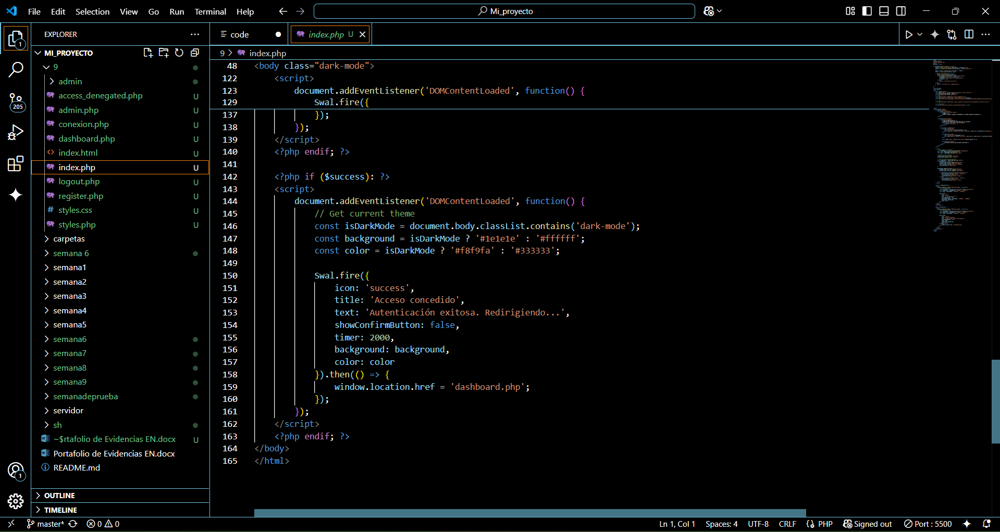 File Edit Selection View Go Run Terminal Help
Mi_proyecto
EXPLORER
code
index.php U
MI_PROYECTO
9 > index.php
9
admin
access_denegated.php U
admin.php U
conexion.php U
dashboard.php U
index.html U
index.php U
logout.php U
register.php U
styles.css U
styles.php U
carpetas
semana 6
semana1
semana2
semana3
semana4
semana5
semana6
semana7
semana8
semana9
semanadeprueba
servidor
sh
~$rtafolio de Evidencias EN.docx U
Portafolio de Evidencias EN.docx
README.md
OUTLINE
TIMELINE
1
205
1
48 <body class="dark-mode">
122 <script>
123 document.addEventListener('DOMContentLoaded', function() {
129 Swal.fire({
137 });
138 });
139 </script>
140 <?php endif; ?>
141
142 <?php if ($success): ?>
143 <script>
144 document.addEventListener('DOMContentLoaded', function() {
145 // Get current theme
146 const isDarkMode = document.body.classList.contains('dark-mode');
147 const background = isDarkMode ? '#1e1e1e' : '#ffffff';
148 const color = isDarkMode ? '#f8f9fa' : '#333333';
149
150 Swal.fire({
151 icon: 'success',
152 title: 'Acceso concedido',
153 text: 'Autenticación exitosa. Redirigiendo...',
154 showConfirmButton: false,
155 timer: 2000,
156 background: background,
157 color: color
158 }).then(() => {
159 window.location.href = 'dashboard.php';
160 });
161 });
162 </script>
163 <?php endif; ?>
164 </body>
165 </html>
master* 0 0 Ln 1, Col 1 Spaces: 4 UTF-8 CRLF PHP Signed out Port : 5500